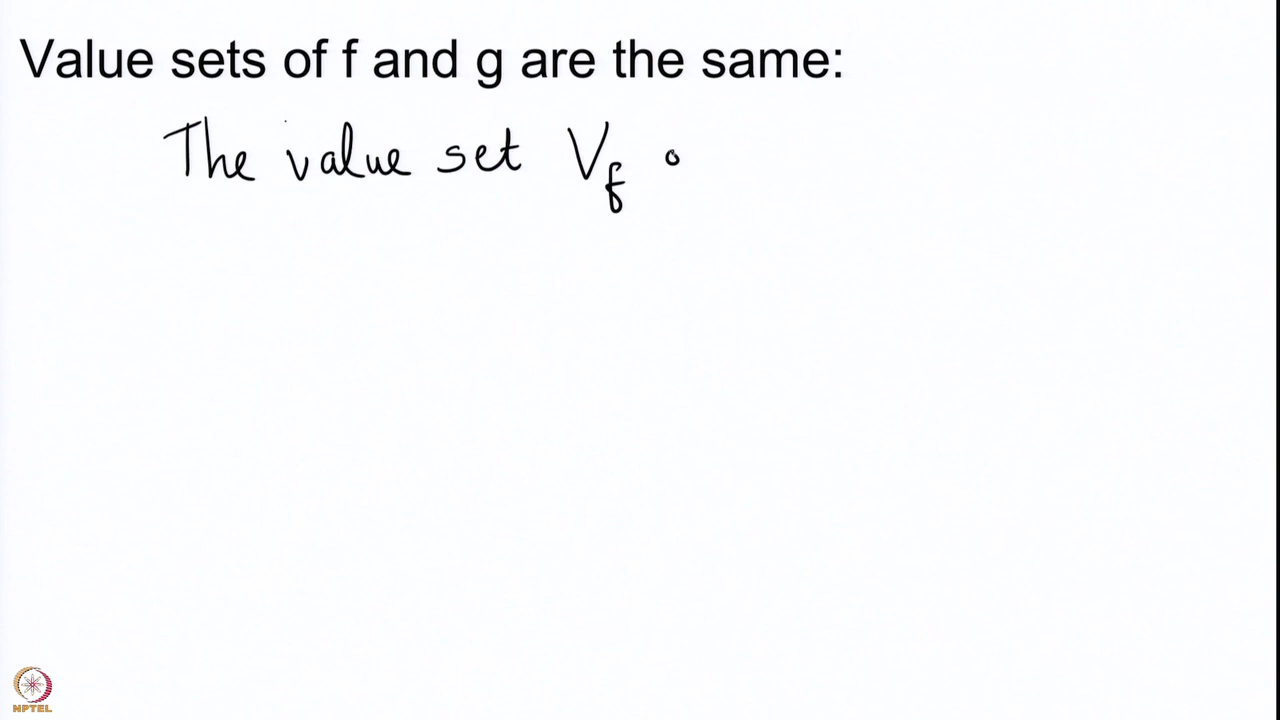 Value sets of f and g are the same:
The value set V_f o
NPTEL